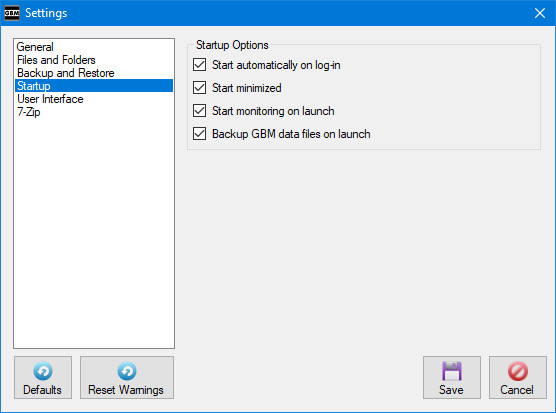 GBM Settings
General
Files and Folders
Backup and Restore
Startup
User Interface
7-Zip
Startup Options
Start automatically on log-in
Start minimized
Start monitoring on launch
Backup GBM data files on launch
Defaults
Reset Warnings
Save
Cancel